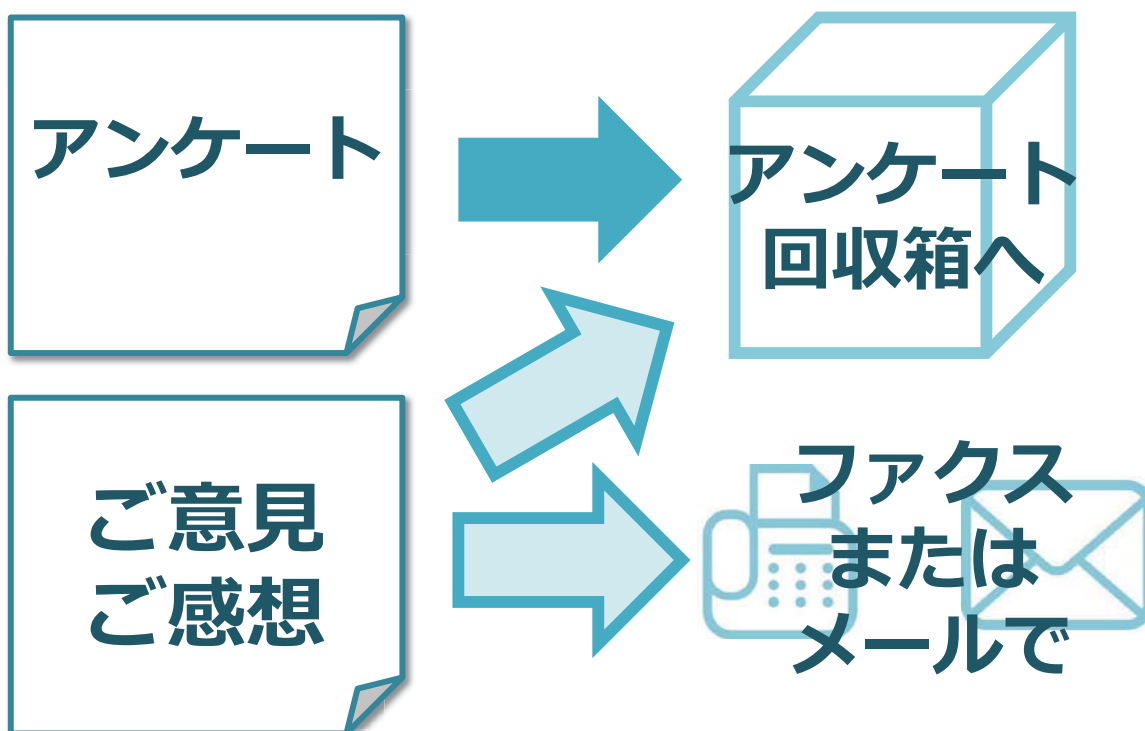 アンケート
アンケート
回収箱へ
ご意見
ご感想
ファクス
または
メールで